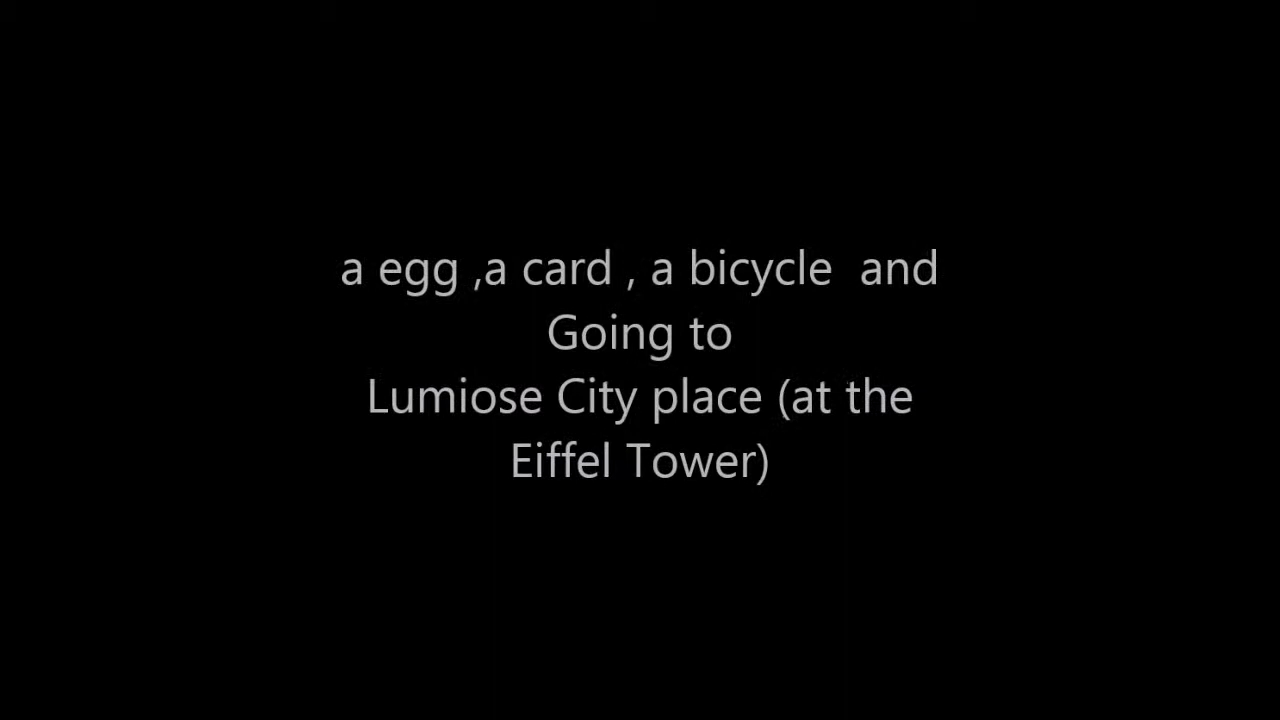 a egg ,a card , a bicycle  and
Going to
Lumiose City place (at the
Eiffel Tower)